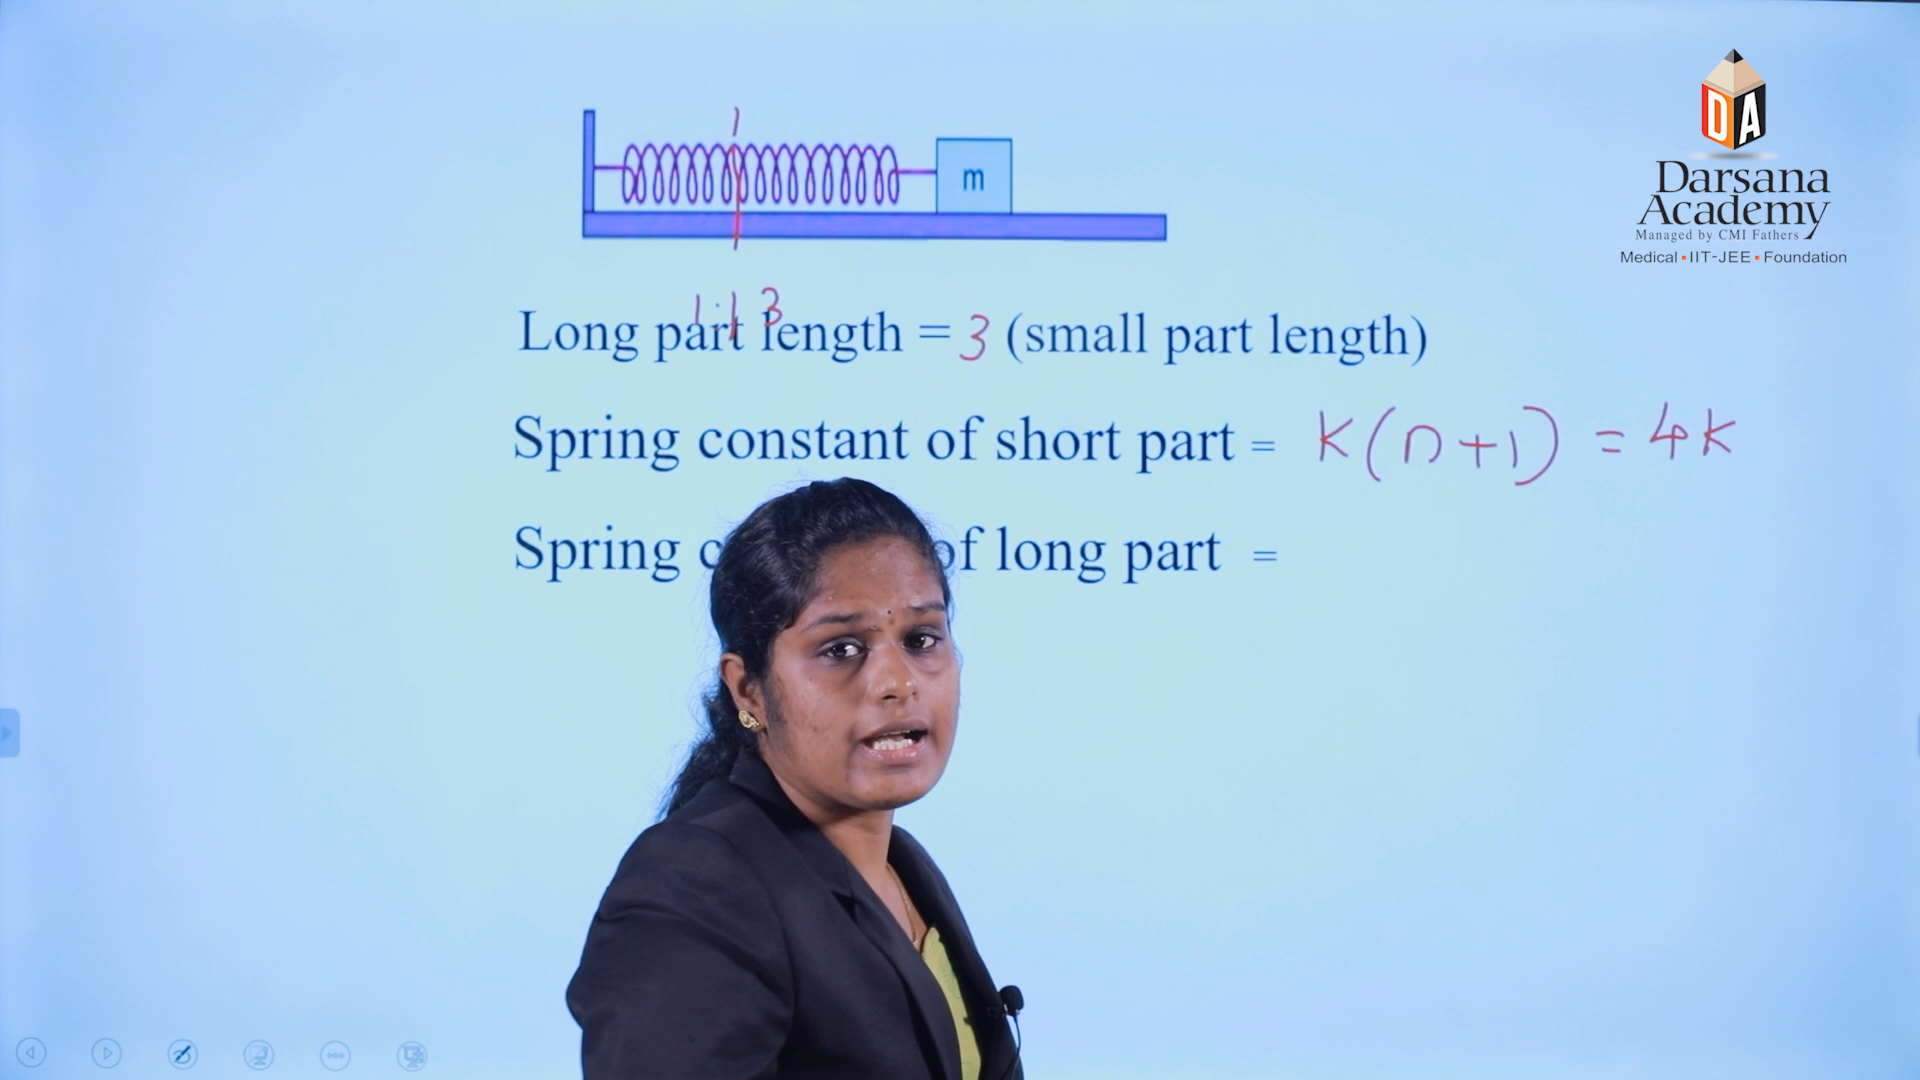 DA
Darsana
Academy
Managed by CMI Fathers
Medical ▪ IIT-JEE ▪ Foundation
m
1:3
Long part length = 3 (small part length)
Spring constant of short part = K(n+1) = 4K
Spring of long part =